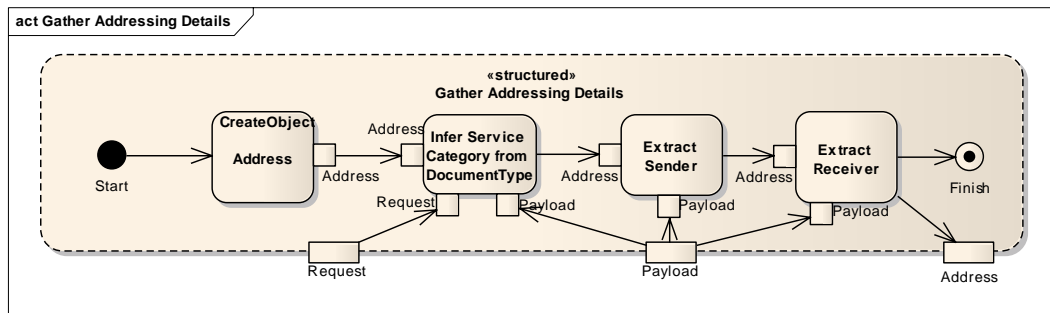 act Gather Addressing Details
«structured»
Gather Addressing Details
Start
CreateObject
Address
Address
Address
Infer Service
Category from
DocumentType
Request
Payload
Address
Extract
Sender
Payload
Address
Extract
Receiver
Payload
Finish
Request
Payload
Address